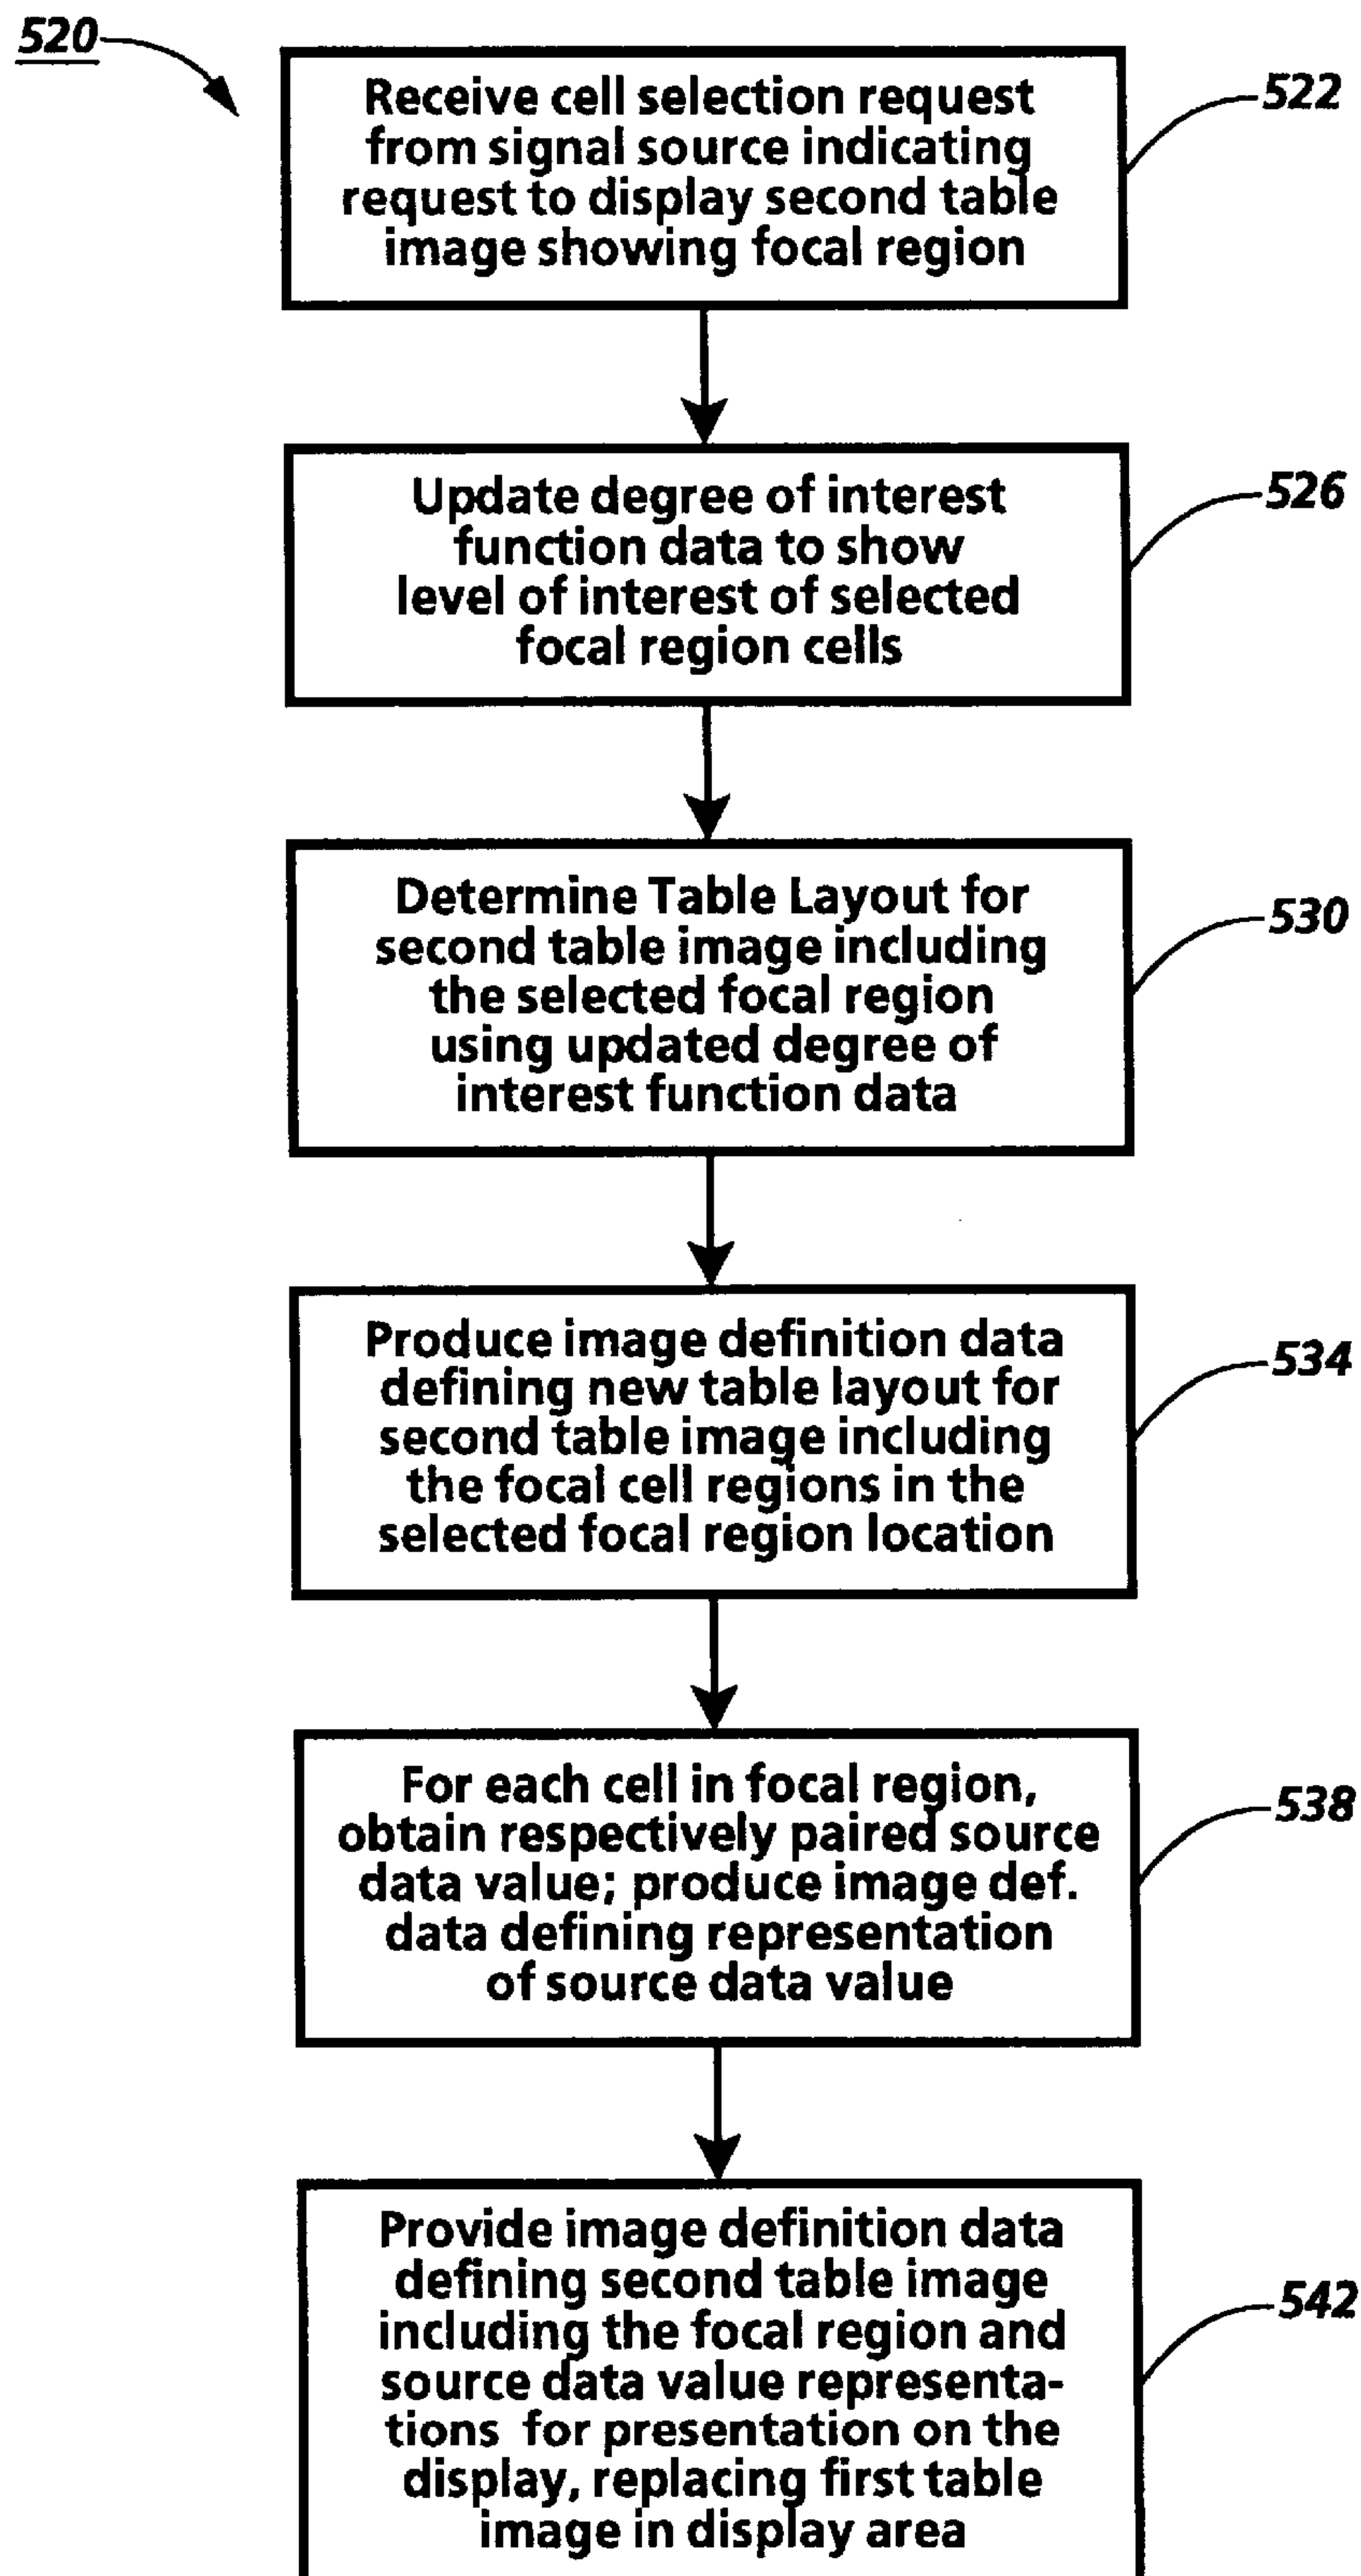 520
Receive cell selection request
from signal source indicating
request to display second table
image showing focal region
522
Update degree of interest
function data to show
level of interest of selected
focal region cells
526
Determine Table Layout for
second table image including
the selected focal region
using updated degree of
interest function data
530
Produce image definition data
defining new table layout for
second table image including
the focal cell regions in the
selected focal region location
534
For each cell in focal region,
obtain respectively paired source
data value; produce image def.
data defining representation
of source data value
538
Provide image definition data
defining second table image
including the focal region and
source data value representa-
tions for presentation on the
display, replacing first table
image in display area
542